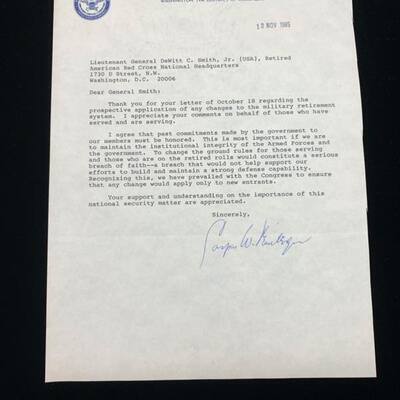 WASHINGTON, THE DISTRICT OF COLUMBIA
NOV 1985
Lieutenant General DeWitt C. Smith, Jr. (USA), Retired
American Red Cross National Headquarters
1730 D Street, N.W.
Washington, D.C. 20006
Dear General Smith:
Thank you for your letter of October 18 regarding the
prospective application of any changes to the military retirement
system. I appreciate your comments on behalf of those who have
served and are serving.
I agree that past commitments made by the government to
our members must be honored. This is most important if we are
to maintain the institutional integrity of the Armed Forces and
the government. To change the ground rules for those serving
and those who are on the retired rolls would constitute a serious
breach of faith--a breach that would not help support our
efforts to build and maintain a strong defense capability.
Recognizing this, we have prevailed with the Congress to ensure
that any change would apply only to new entrants.
Your support and understanding on the importance of this
national security matter are appreciated.
Sincerely,